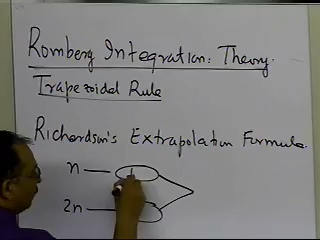 Romberg Integration: Theory.
Trapezoidal Rule
Richardson's Extrapolation Formula.
n
2n